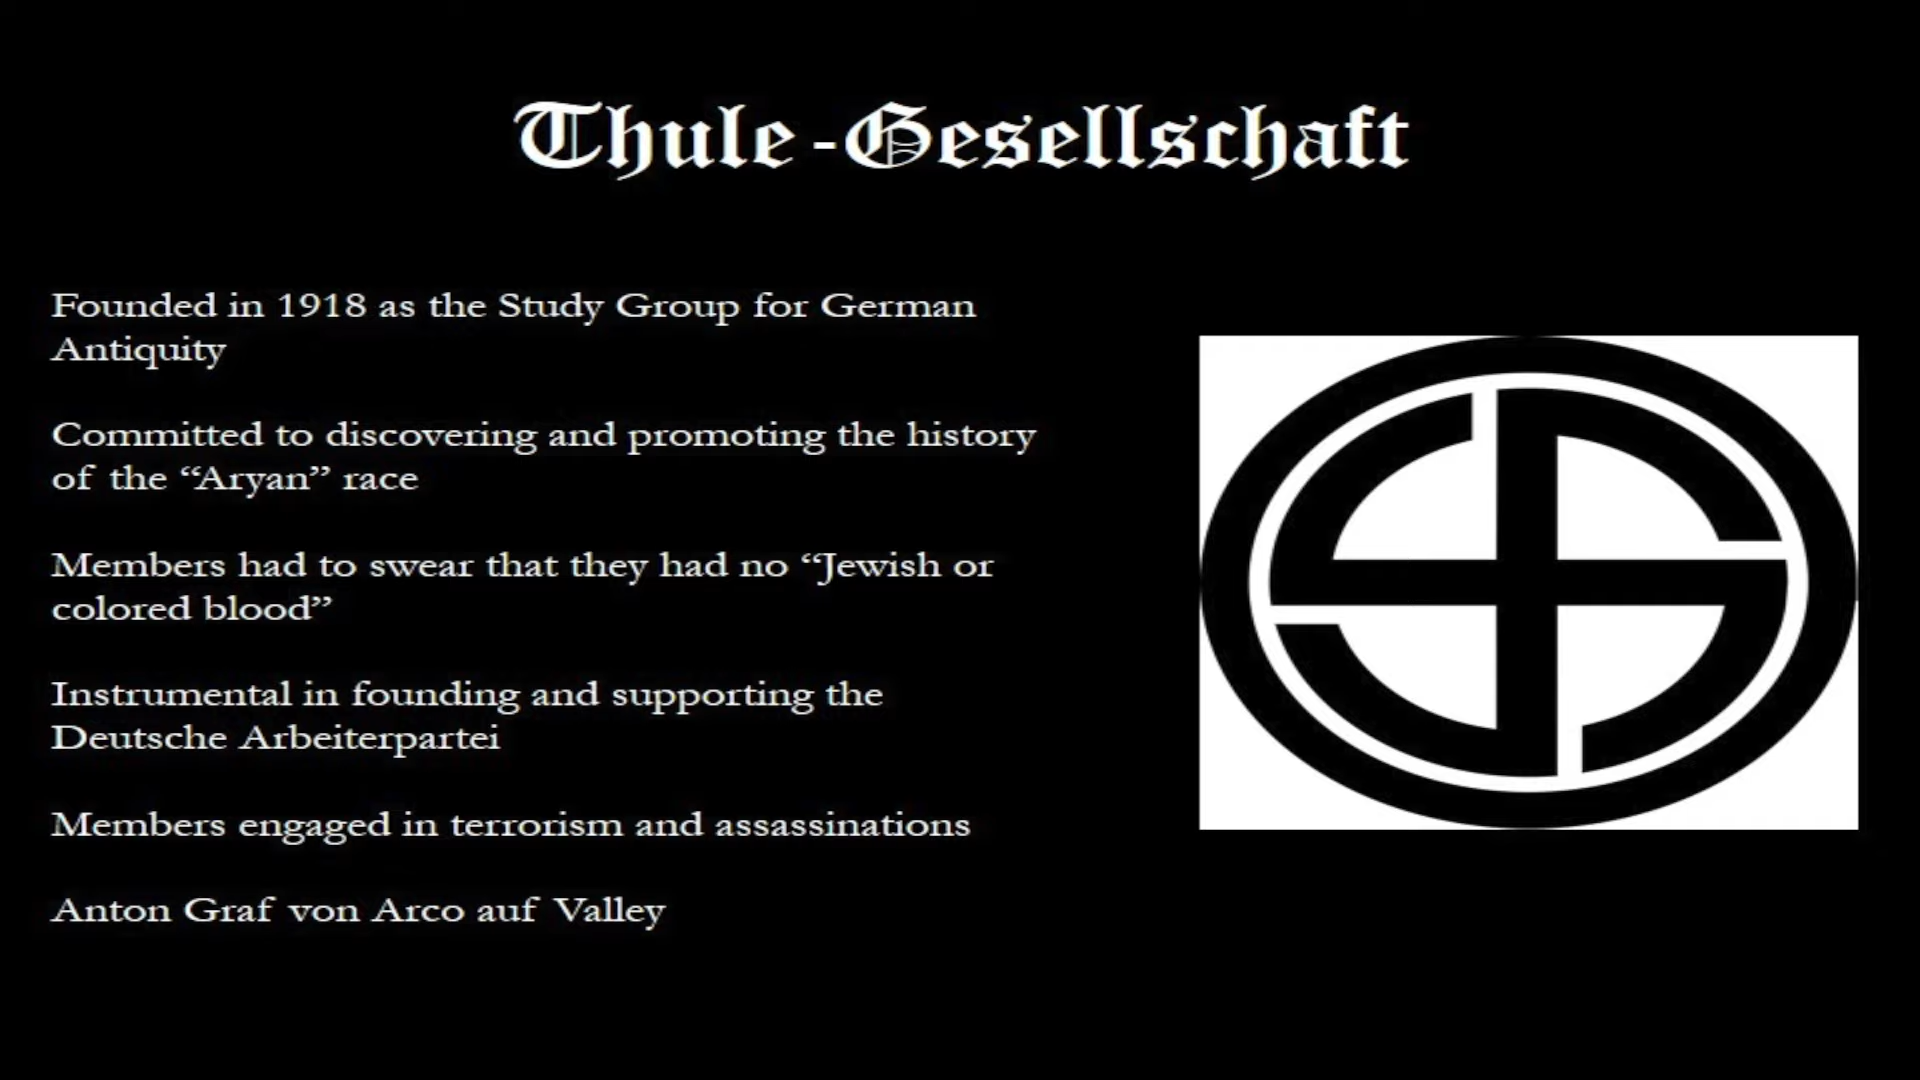 Thule-Gesellschaft
Founded in 1918 as the Study Group for German
Antiquity
Committed to discovering and promoting the history
of the “Aryan” race
Members had to swear that they had no “Jewish or
colored blood”
Instrumental in founding and supporting the
Deutsche Arbeiterpartei
Members engaged in terrorism and assassinations
Anton Graf von Arco auf Valley